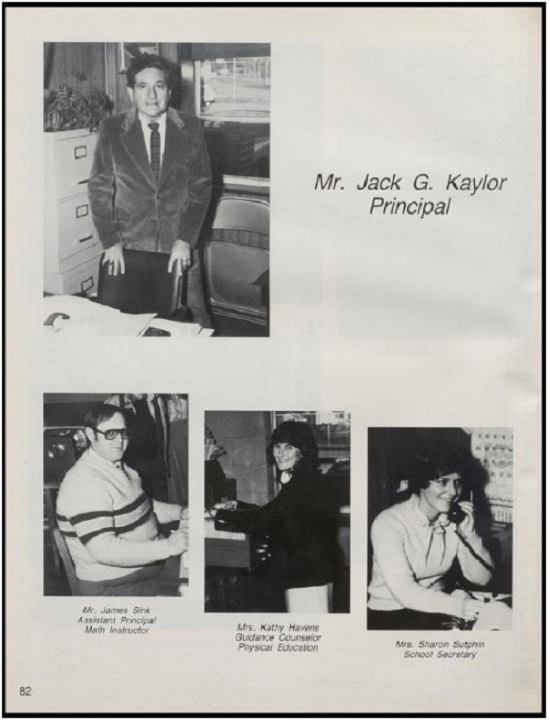 Mr. Jack G. Kaylor
Principal
Mr. James Sink
Assistant Principal
Math Instructor
Mrs. Kathy Havens
Guidance Counselor
Physical Education
Mrs. Sharon Sutphin
School Secretary
82